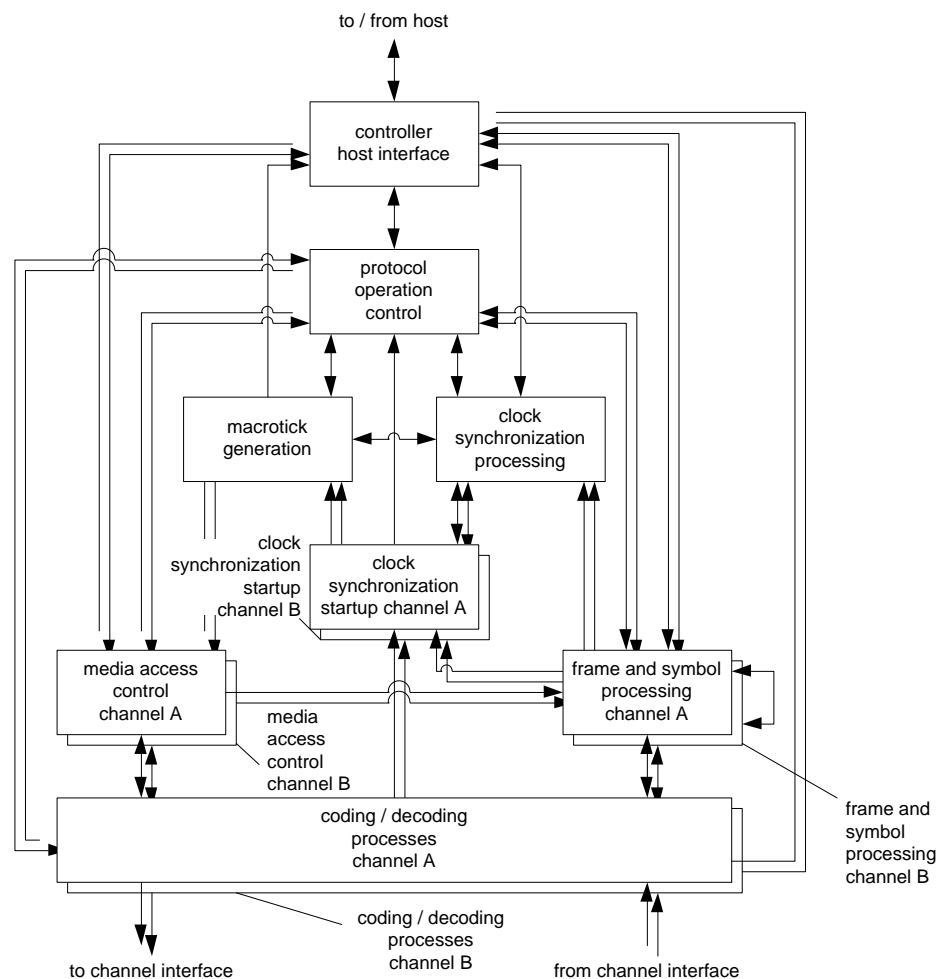 to / from host
controller
host interface
protocol
operation
control
macrotick
generation
clock
synchronization
processing
clock
synchronization
startup
channel B
clock
synchronization
startup channel A
media access
control
channel A
media
access
control
channel B
frame and symbol
processing
channel A
frame and
symbol
processing
channel B
coding / decoding
processes
channel A
coding / decoding
processes
channel B
to channel interface
from channel interface